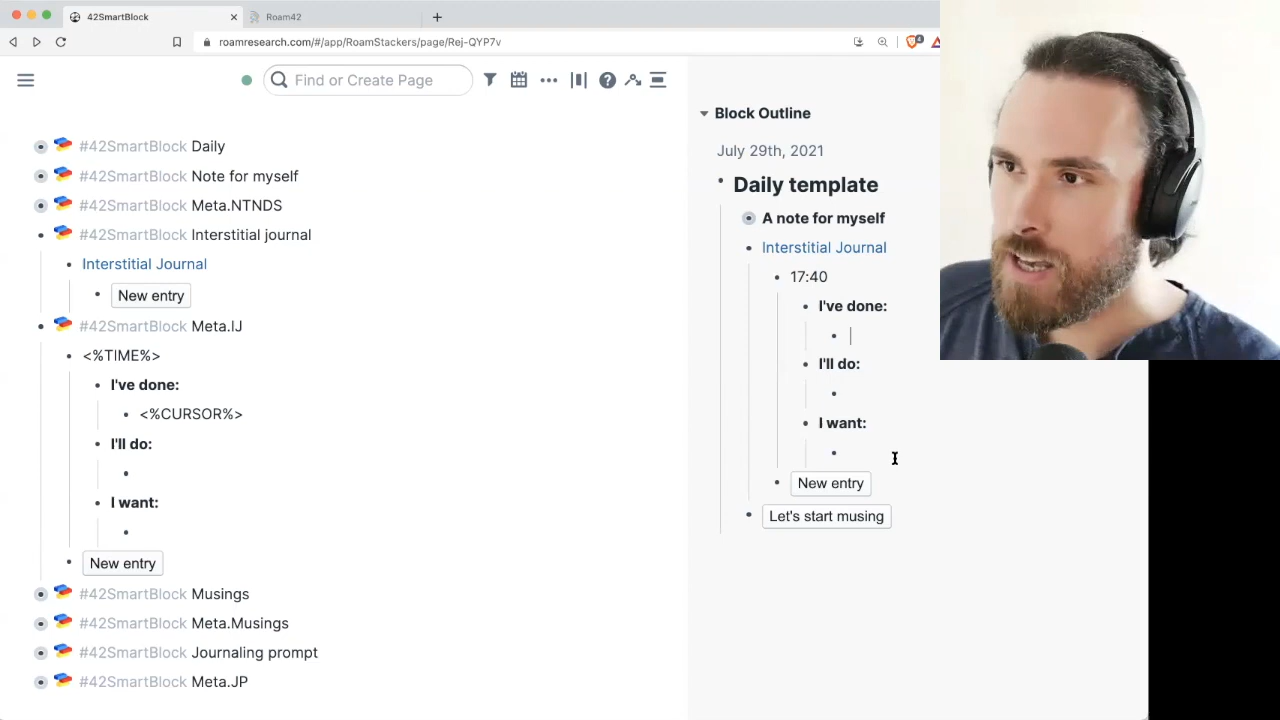 42SmartBlock
Roam42
roamresearch.com/#/app/RoamStackers/page/Rej-QYP7v
4
Find or Create Page
#42SmartBlock Daily
#42SmartBlock Note for myself
#42SmartBlock Meta.NTNDS
#42SmartBlock Interstitial journal
Interstitial Journal
New entry
#42SmartBlock Meta.IJ
<%TIME%>
I've done:
<%CURSOR%>
I'll do:
I want:
New entry
#42SmartBlock Musings
#42SmartBlock Meta.Musings
#42SmartBlock Journaling prompt
#42SmartBlock Meta.JP
Block Outline
July 29th, 2021
Daily template
A note for myself
Interstitial Journal
17:40
I've done:
I'll do:
I want:
New entry
Let's start musing